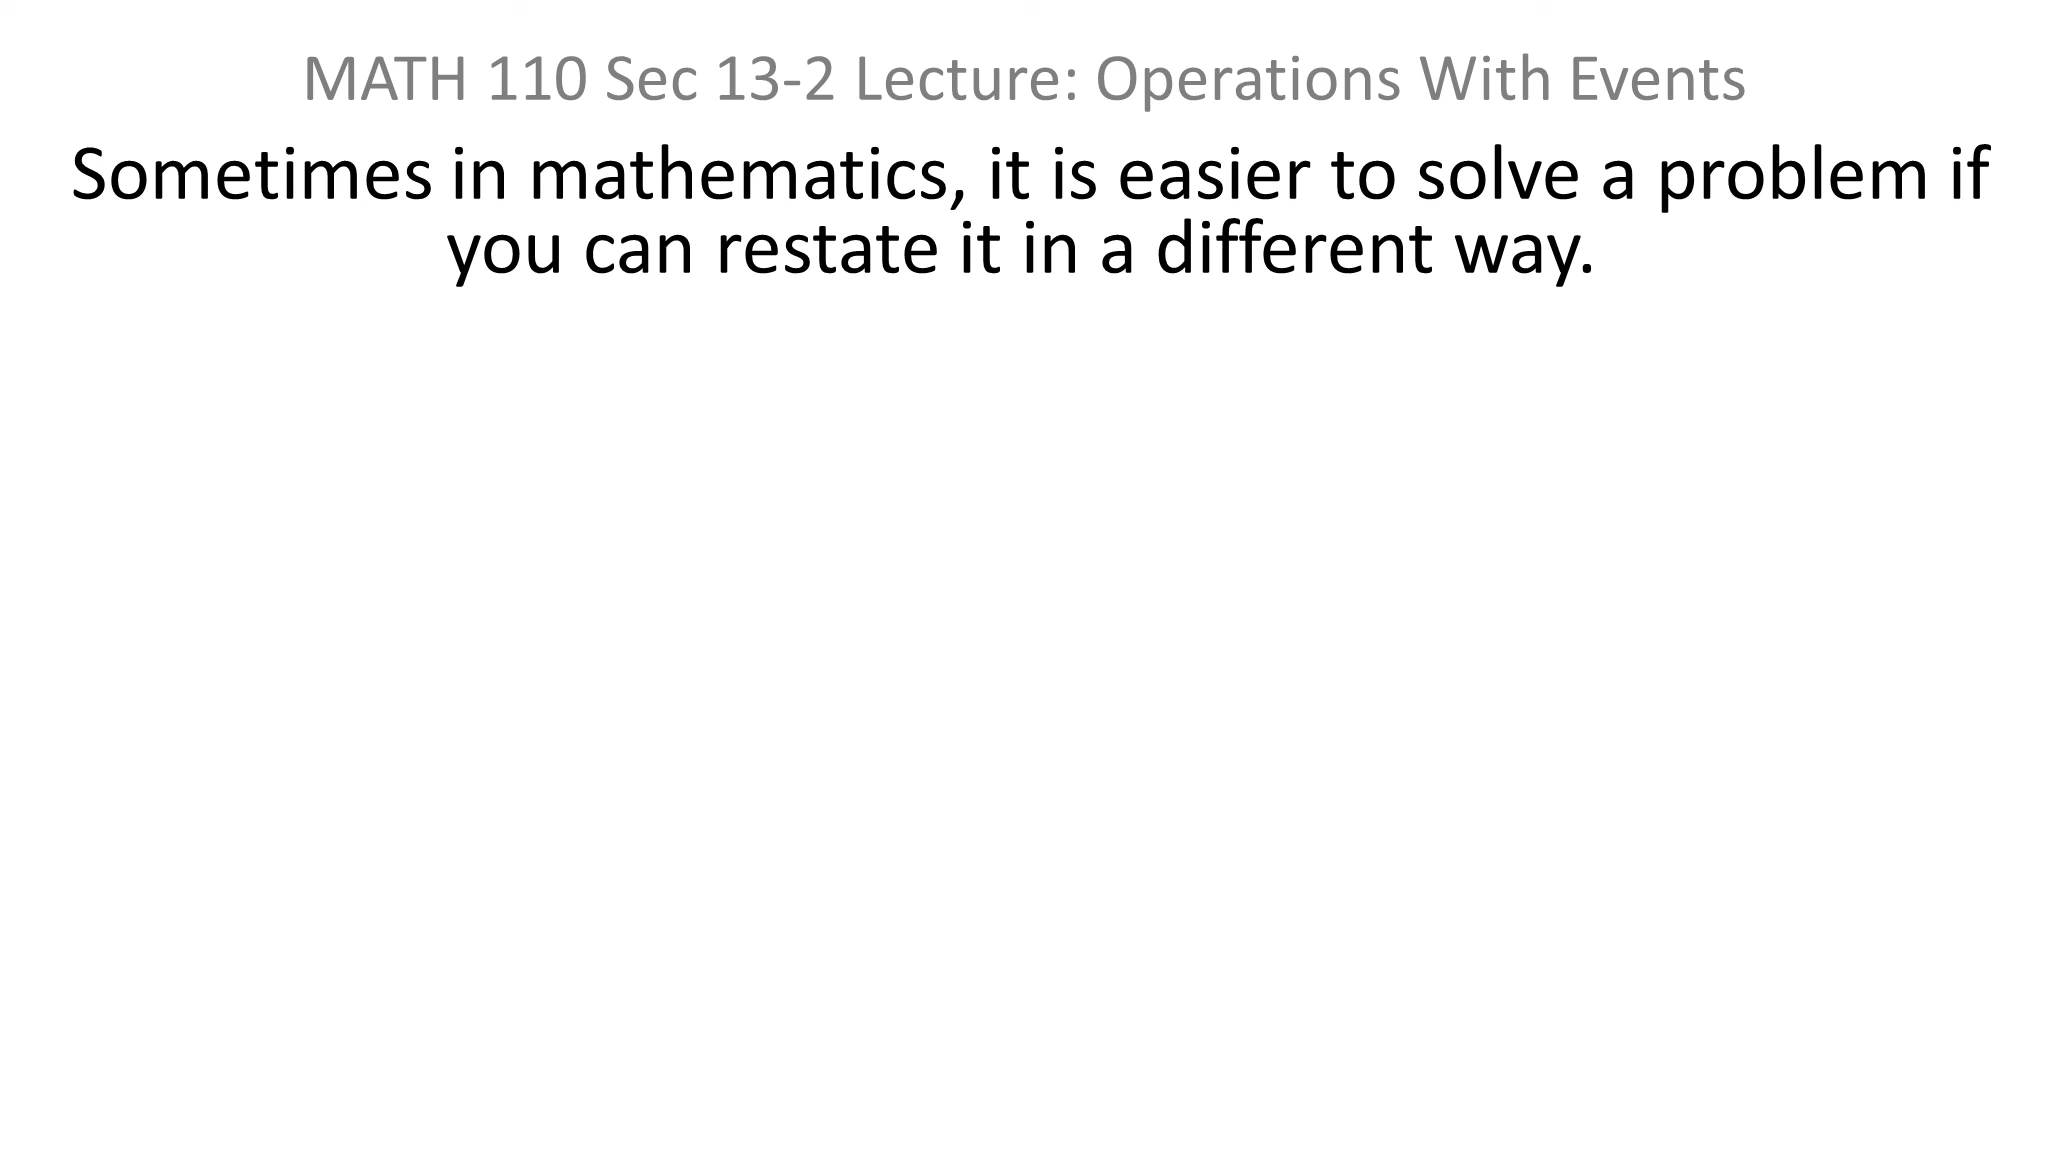 MATH 110 Sec 13-2 Lecture: Operations With Events
Sometimes in mathematics, it is easier to solve a problem if
you can restate it in a different way.